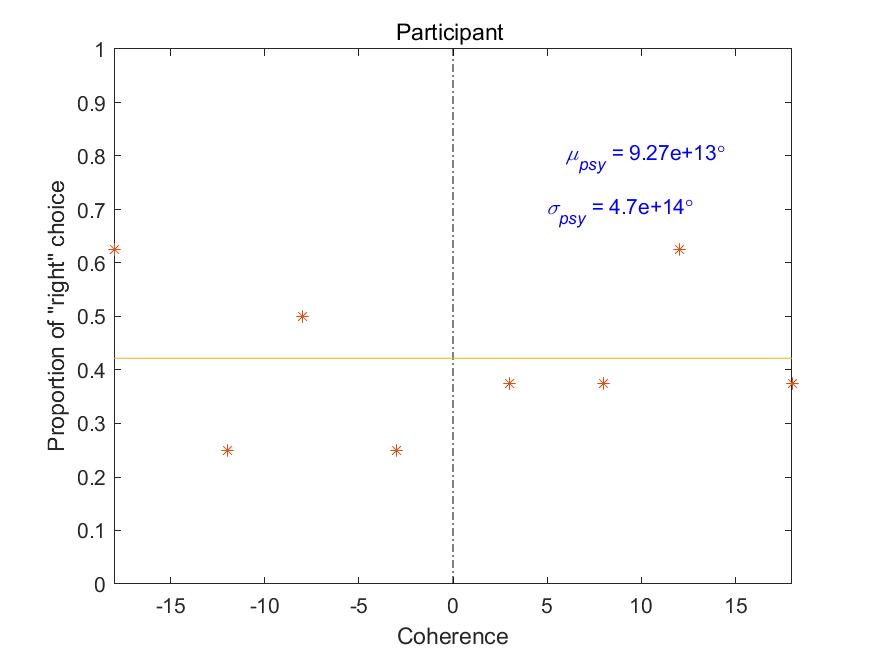 Participant
1
0.9
0.8
0.7
0.6
0.5
0.4
0.3
0.2
0.1
0
Proportion of "right" choice
μpsy = 9.27e+13°
σpsy = 4.7e+14°
-15 -10 -5 0 5 10 15
Coherence